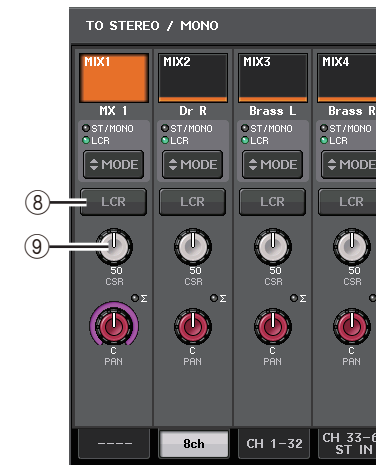 TO STEREO / MONO
MIX1 MIX2 MIX3 MIX4
MX 1 Dr R Brass L Brass R
ST/MONO ST/MONO ST/MONO ST/MONO
LCR LCR LCR LCR
MODE MODE MODE MODE
⑧ LCR LCR LCR LCR
⑨
50 50 50 50
CSR CSR CSR CSR
Σ Σ Σ
C C C C
PAN PAN PAN PAN
---- 8ch CH 1-32 CH 33-6
ST IN